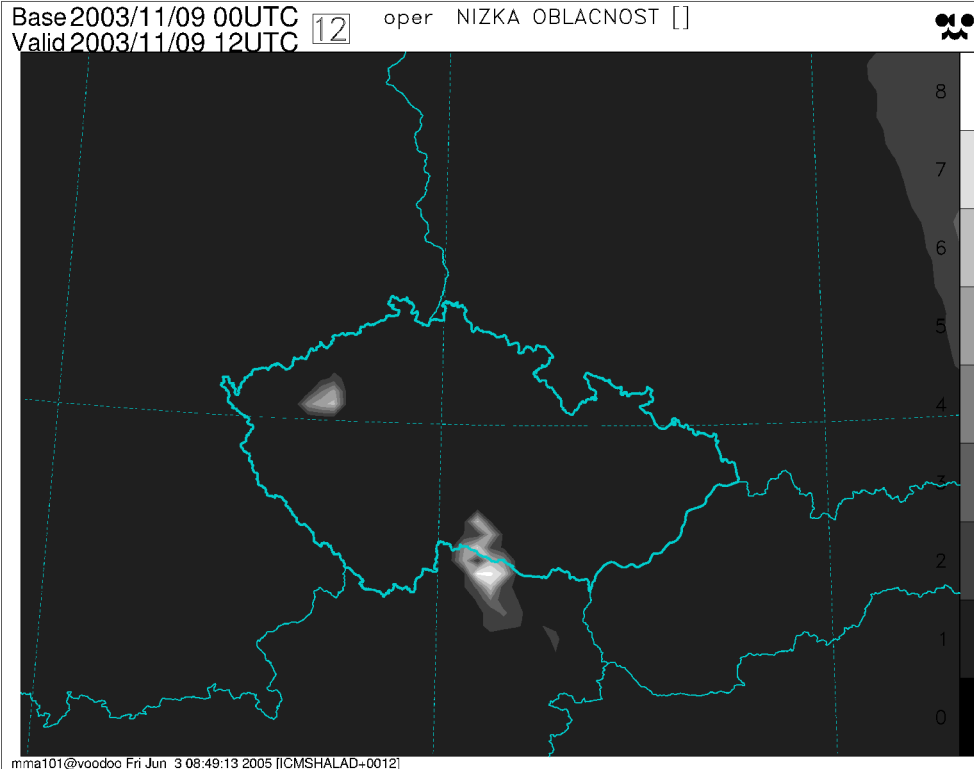 Base 2003/11/09 00UTC
Valid 2003/11/09 12UTC
12
oper NIZKA OBLACNOST []
8
7
6
5
4
3
2
1
0
mma101@voodoo Fri Jun 3 08:49:13 2005 [ICMSHALAD+0012]